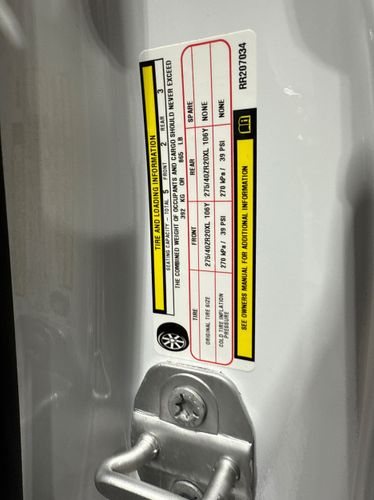 TIRE AND LOADING INFORMATION
SEATING CAPACITY - TOTAL 5 FRONT 2 REAR 3
THE COMBINED WEIGHT OF OCCUPANTS AND CARGO SHOULD NEVER EXCEED
392 KG OR 865 LB
TIRE FRONT REAR SPARE
ORIGINAL TIRE SIZE 275/40ZR20XL 106Y 275/40ZR20XL 106Y NONE
COLD TIRE INFLATION PRESSURE 270 kPa / 39 PSI 270 kPa / 39 PSI NONE
SEE OWNERS MANUAL FOR ADDITIONAL INFORMATION
RR207034